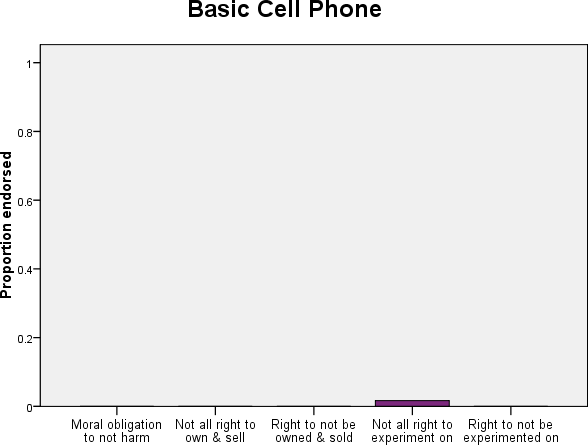 Basic Cell Phone
Proportion endorsed
1
0.8
0.6
0.4
0.2
0
Moral obligation
to not harm
Not all right to
own & sell
Right to not be
owned & sold
Not all right to
experiment on
Right to not be
experimented on